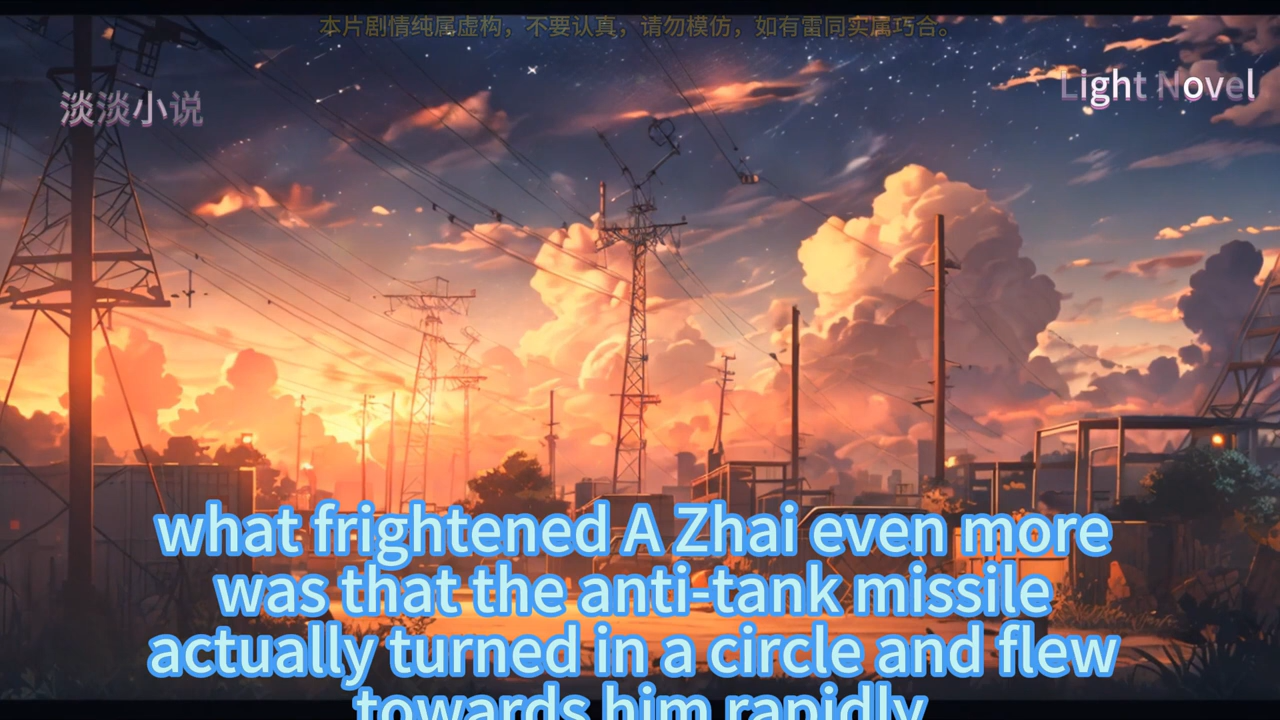 本片剧情纯属虚构，不要认真，请勿模仿，如有雷同实属巧合。
淡淡小说
Light Novel
what frightened A Zhai even more
was that the anti-tank missile
actually turned in a circle and flew
towards him rapidly